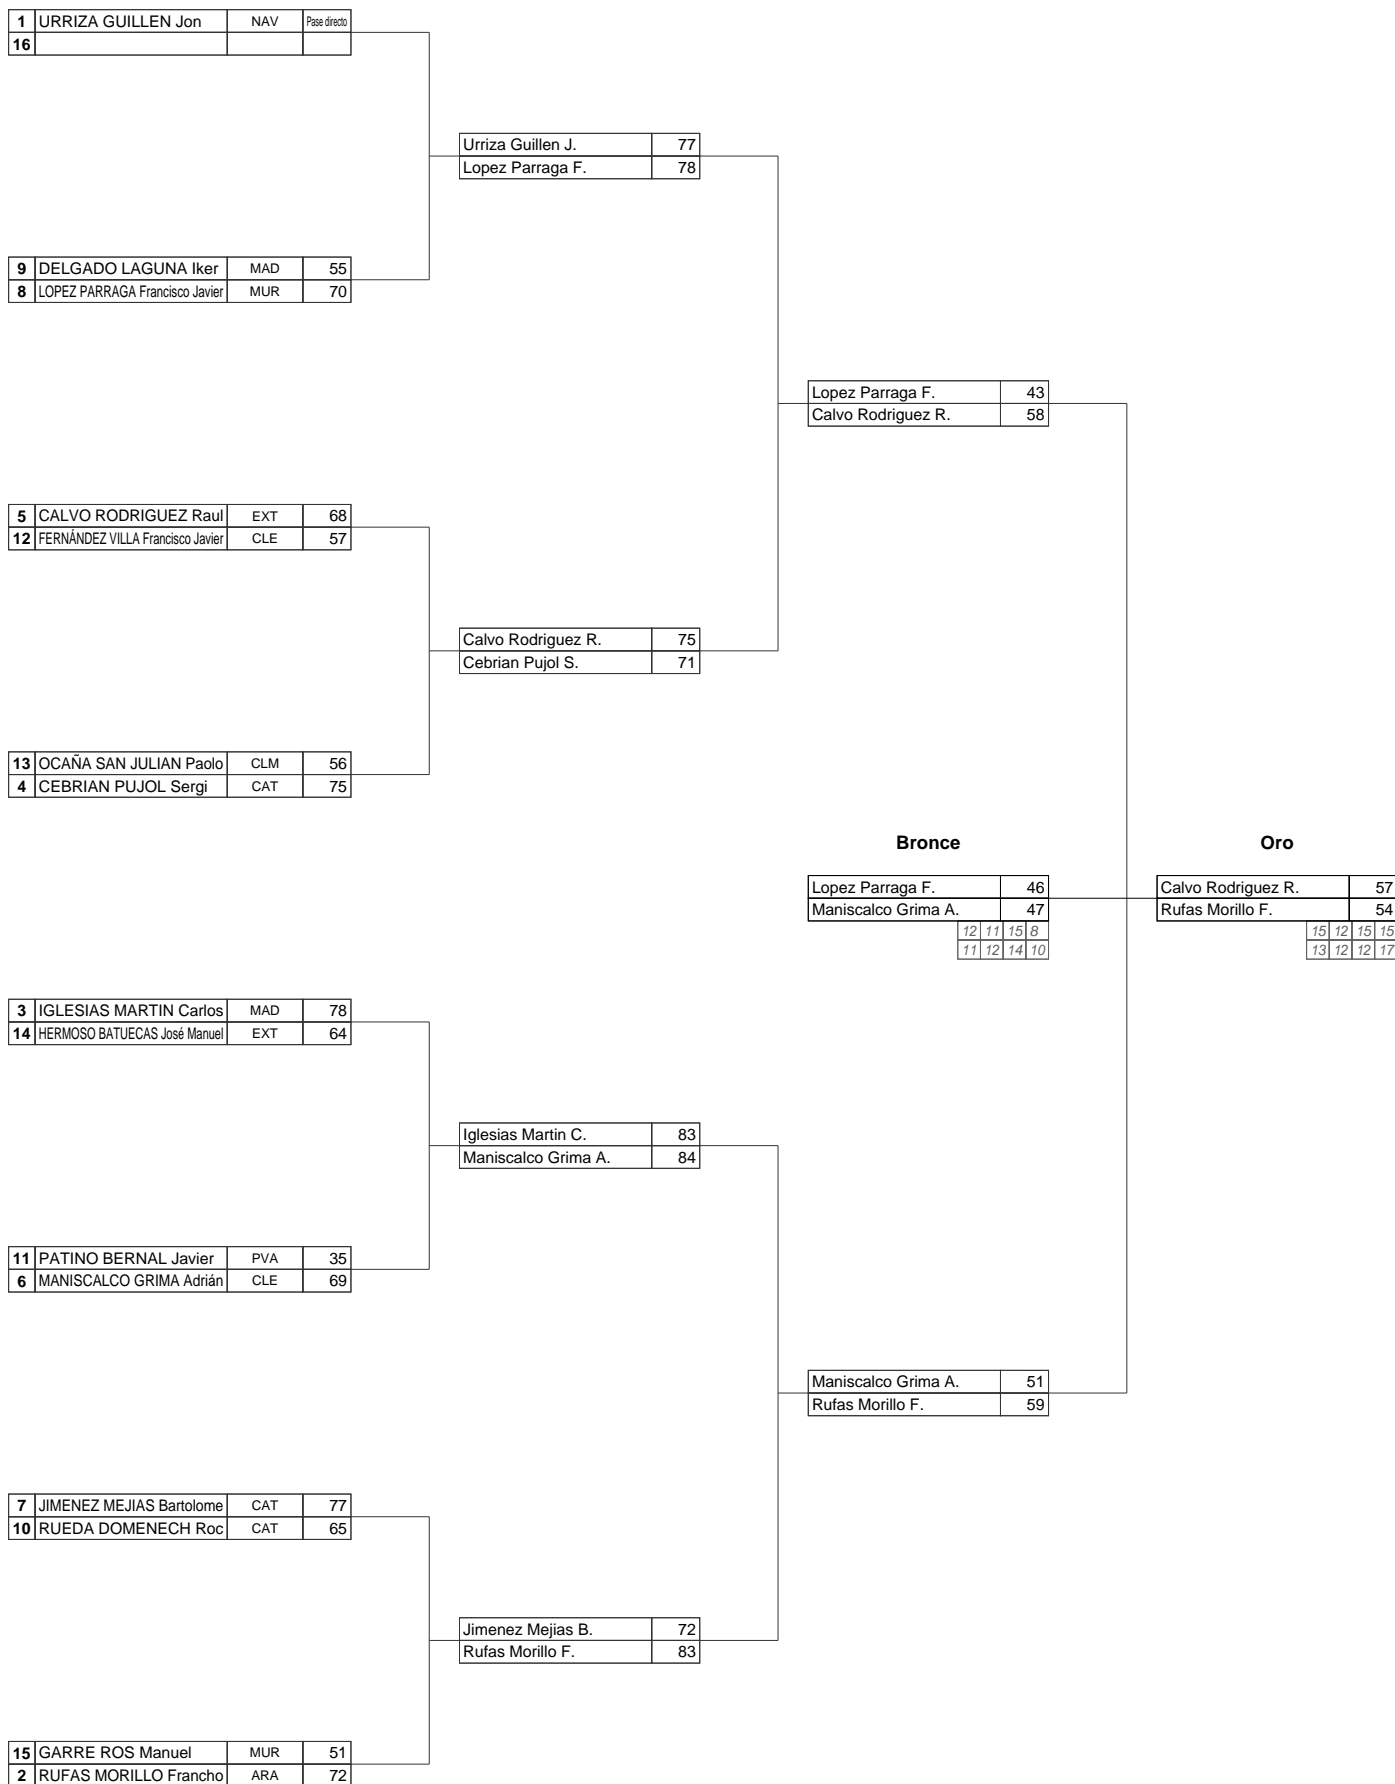 1 URRIZA GUILLEN Jon NAV Pase directo
16
Urriza Guillen J. 77
Lopez Parraga F. 78
9 DELGADO LAGUNA Iker MAD 55
8 LOPEZ PARRAGA Francisco Javier MUR 70
Lopez Parraga F. 43
Calvo Rodriguez R. 58
5 CALVO RODRIGUEZ Raul EXT 68
12 FERNÁNDEZ VILLA Francisco Javier CLE 57
Calvo Rodriguez R. 75
Cebrian Pujol S. 71
13 OCAÑA SAN JULIAN Paolo CLM 56
4 CEBRIAN PUJOL Sergi CAT 75
Bronce Oro
Lopez Parraga F. 46 Calvo Rodriguez R. 57
Maniscalco Grima A. 47 Rufas Morillo F. 54
12 11 15 8 15 12 15 15
11 12 14 10 13 12 12 17
3 IGLESIAS MARTIN Carlos MAD 78
14 HERMOSO BATUECAS José Manuel EXT 64
Iglesias Martin C. 83
Maniscalco Grima A. 84
11 PATINO BERNAL Javier PVA 35
6 MANISCALCO GRIMA Adrián CLE 69
Maniscalco Grima A. 51
Rufas Morillo F. 59
7 JIMENEZ MEJIAS Bartolome CAT 77
10 RUEDA DOMENECH Roc CAT 65
Jimenez Mejias B. 72
Rufas Morillo F. 83
15 GARRE ROS Manuel MUR 51
2 RUFAS MORILLO Francho ARA 72